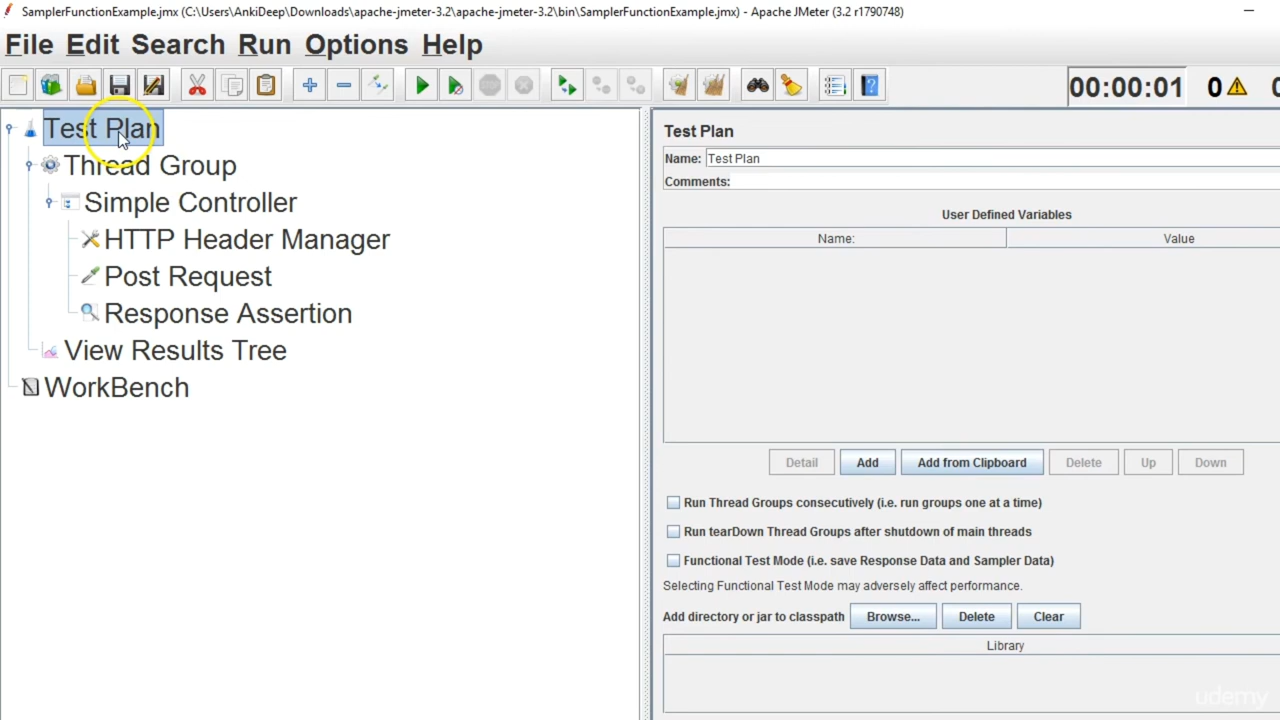 SamplerFunctionExample.jmx (C:\Users\AnkiDeep\Downloads\apache-jmeter-3.2\apache-jmeter-3.2\bin\SamplerFunctionExample.jmx) - Apache JMeter (3.2 r1790748)
File Edit Search Run Options Help
00:00:01 0
Test Plan
Thread Group
Simple Controller
HTTP Header Manager
Post Request
Response Assertion
View Results Tree
WorkBench
Test Plan
Name: Test Plan
Comments:
User Defined Variables
Name: Value
Detail Add Add from Clipboard Delete Up Down
Run Thread Groups consecutively (i.e. run groups one at a time)
Run tearDown Thread Groups after shutdown of main threads
Functional Test Mode (i.e. save Response Data and Sampler Data)
Selecting Functional Test Mode may adversely affect performance.
Add directory or jar to classpath Browse... Delete Clear
Library
udemy